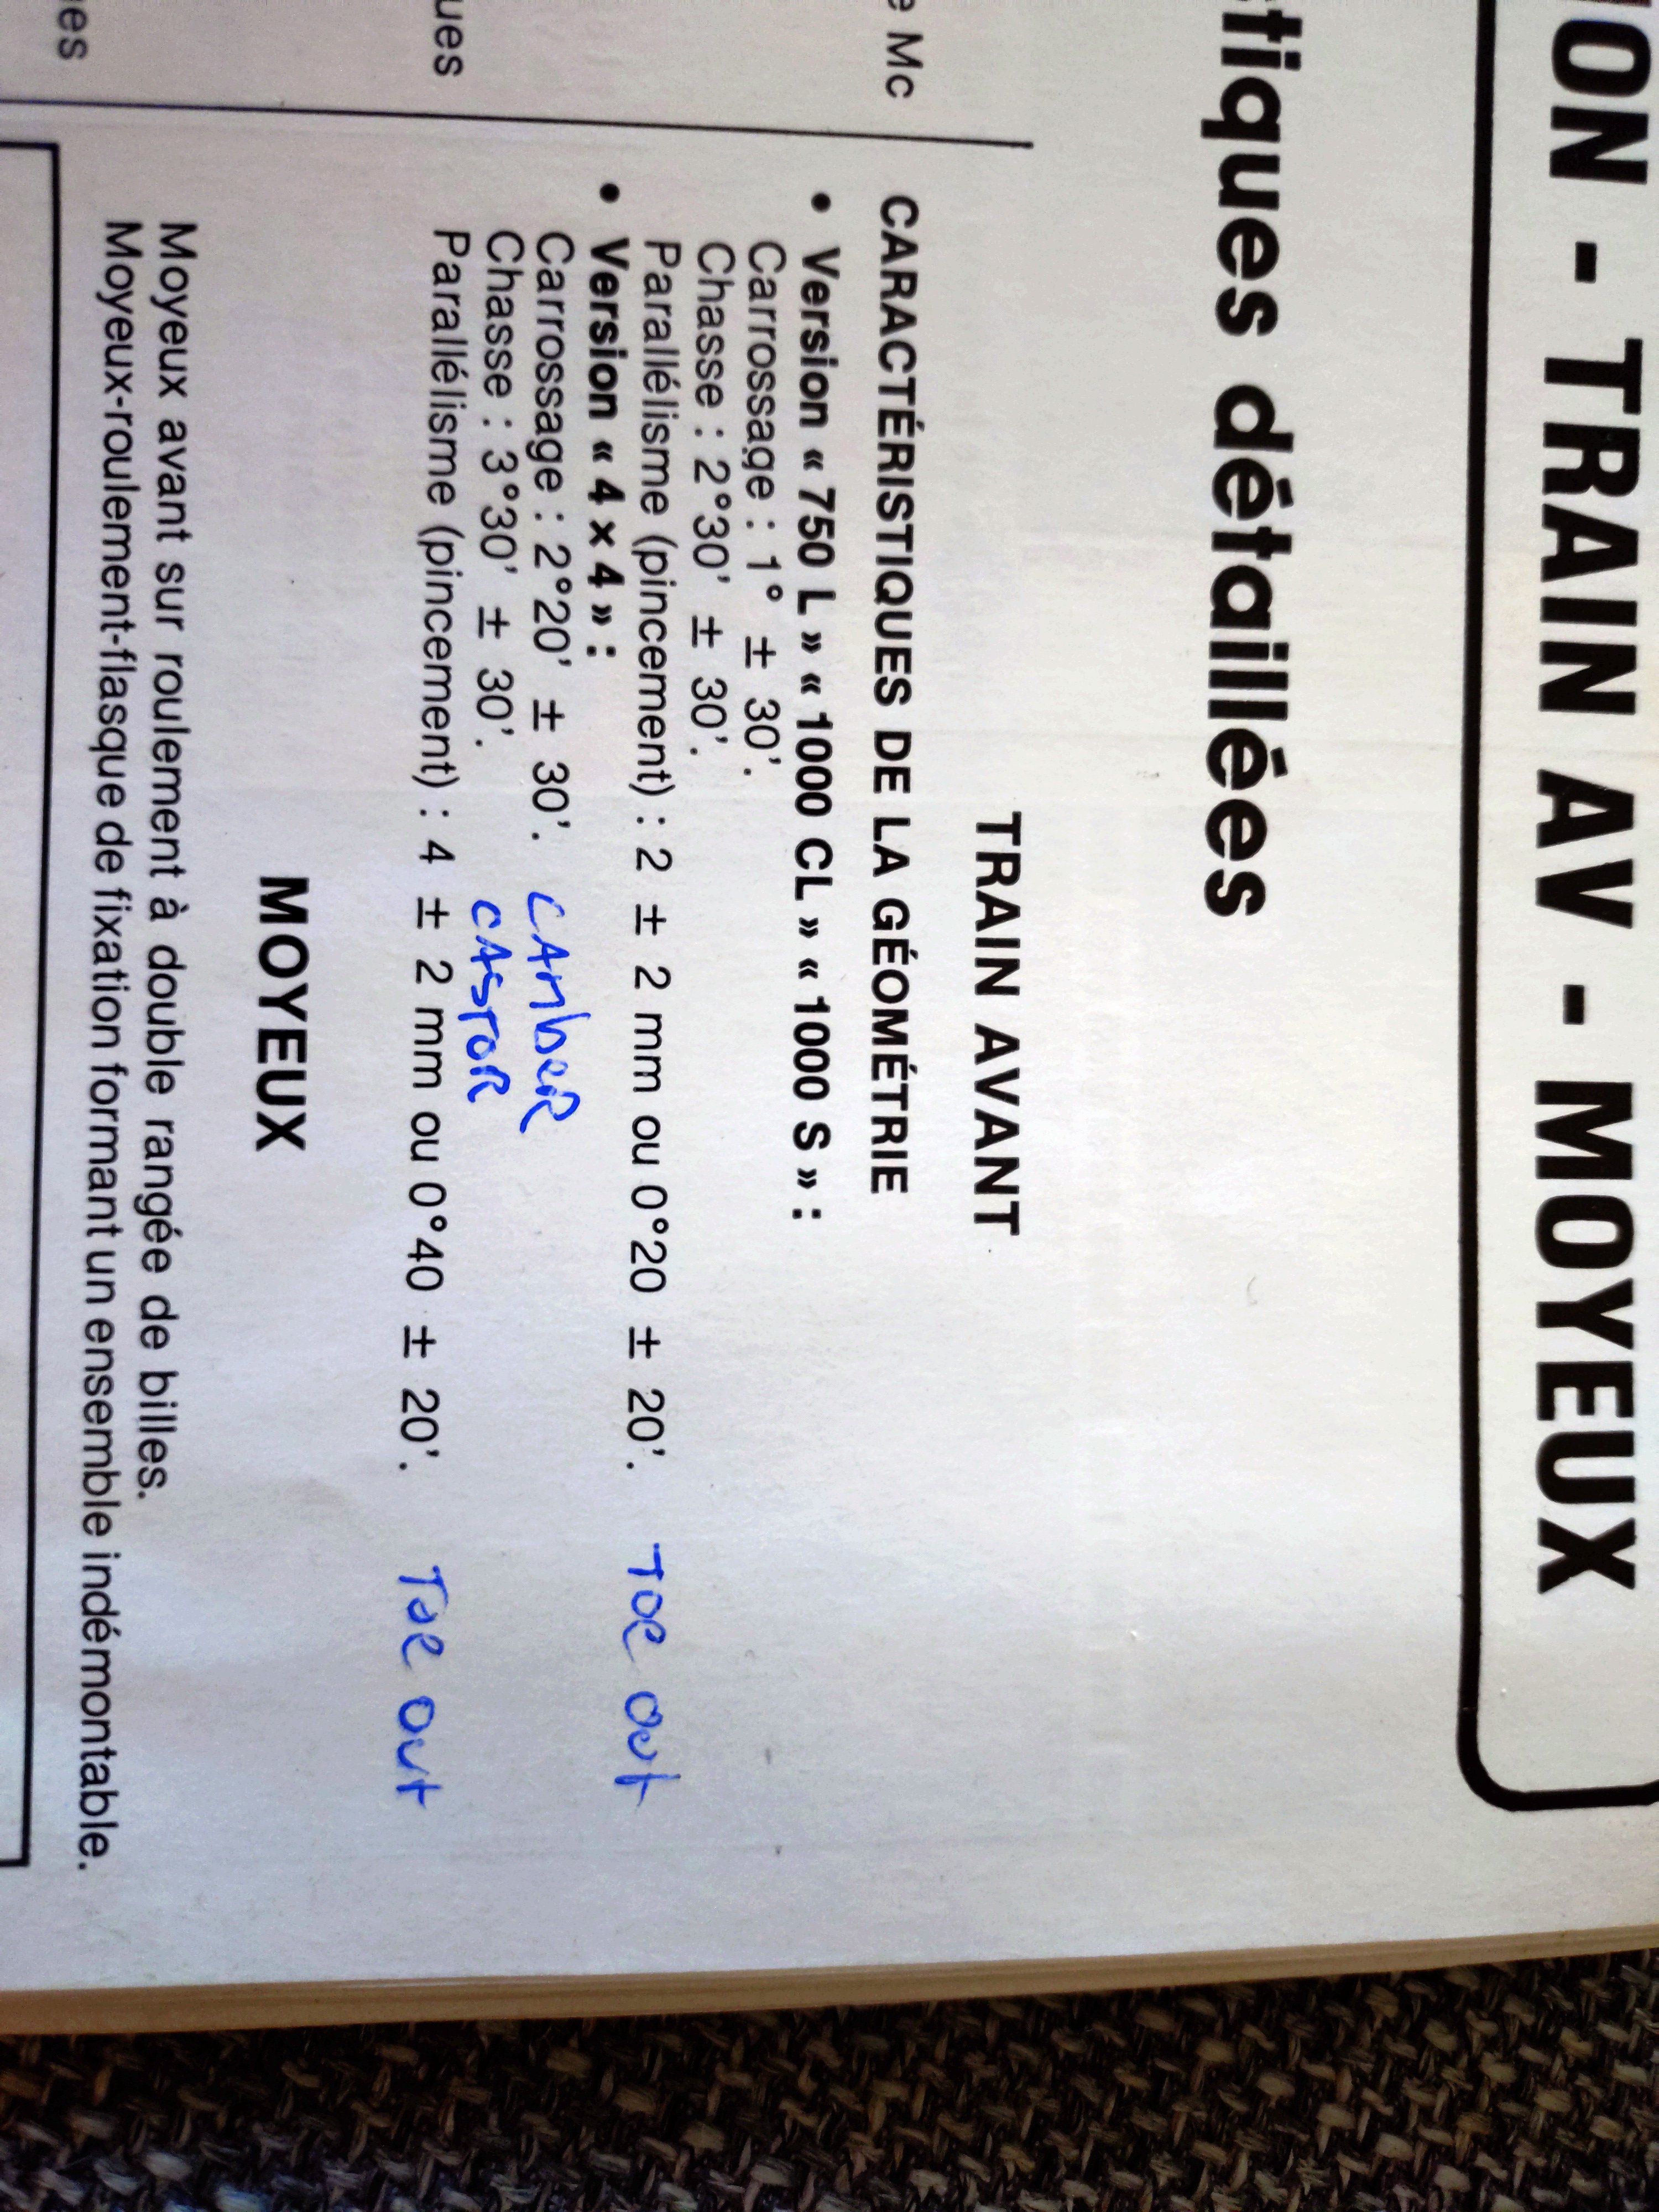 ION - TRAIN AV - MOYEUX
tiques détaillées
e Mc
ues
ues
TRAIN AVANT
CARACTÉRISTIQUES DE LA GÉOMÉTRIE
• Version « 750 L » « 1000 CL » « 1000 S » :
Carrossage : 1° ± 30'.
Chasse : 2°30' ± 30'.
Parallélisme (pincement) : 2 ± 2 mm ou 0°20 ± 20'. TOE OUt
• Version « 4 × 4 » :
Carrossage : 2°20' ± 30'. CAMbER
Chasse : 3°30' ± 30'. CASTOR
Parallélisme (pincement) : 4 ± 2 mm ou 0°40 ± 20'. Toe out
MOYEUX
Moyeux avant sur roulement à double rangée de billes.
Moyeux-roulement-flasque de fixation formant un ensemble indémontable.